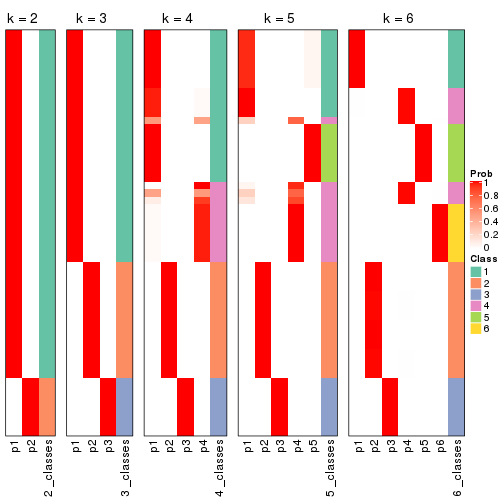 k = 2
k = 3
k = 4
k = 5
k = 6
p1
p2
2_classes
p1
p2
p3
3_classes
p1
p2
p3
p4
4_classes
p1
p2
p3
p4
p5
5_classes
p1
p2
p3
p4
p5
p6
6_classes
Prob
1
0.8
0.6
0.4
0.2
0
Class
1
2
3
4
5
6